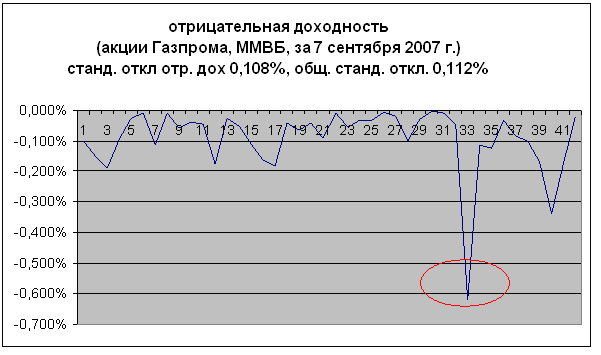 отрицательная доходность
(акции Газпрома, ММВБ, за 7 сентября 2007 г.)
станд. откл отр. дох 0,108%, общ. станд. откл. 0,112%
0,000%
1 3 5 7 9 11 13 15 17 19 21 23 25 27 29 31 33 35 37 39 41
-0,100%
-0,200%
-0,300%
-0,400%
-0,500%
-0,600%
-0,700%